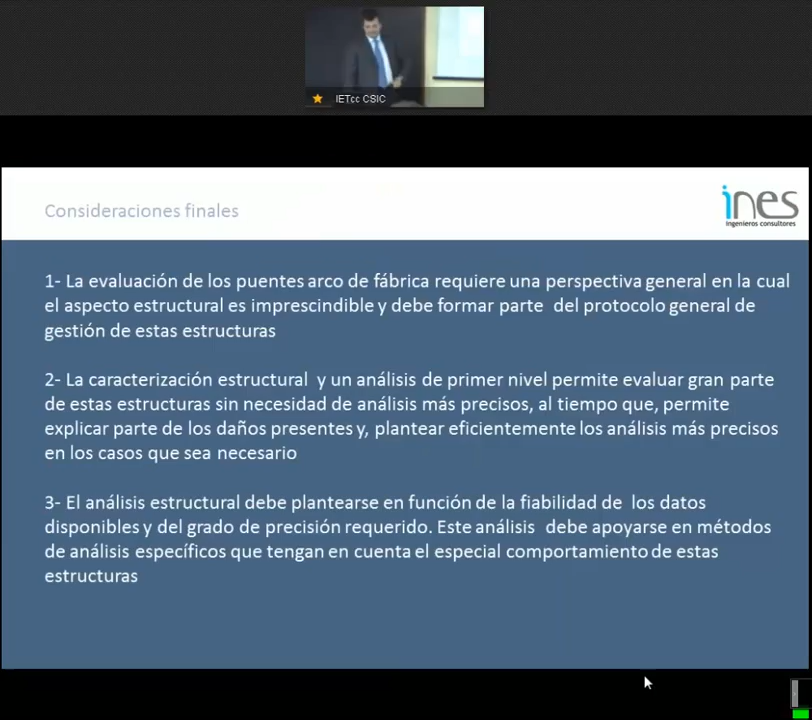 IETcc CSIC
Consideraciones finales
ines
ingenieros consultores
1- La evaluación de los puentes arco de fábrica requiere una perspectiva general en la cual
el aspecto estructural es imprescindible y debe formar parte del protocolo general de
gestión de estas estructuras
2- La caracterización estructural y un análisis de primer nivel permite evaluar gran parte
de estas estructuras sin necesidad de análisis más precisos, al tiempo que, permite
explicar parte de los daños presentes y, plantear eficientemente los análisis más precisos
en los casos que sea necesario
3- El análisis estructural debe plantearse en función de la fiabilidad de los datos
disponibles y del grado de precisión requerido. Este análisis debe apoyarse en métodos
de análisis específicos que tengan en cuenta el especial comportamiento de estas
estructuras